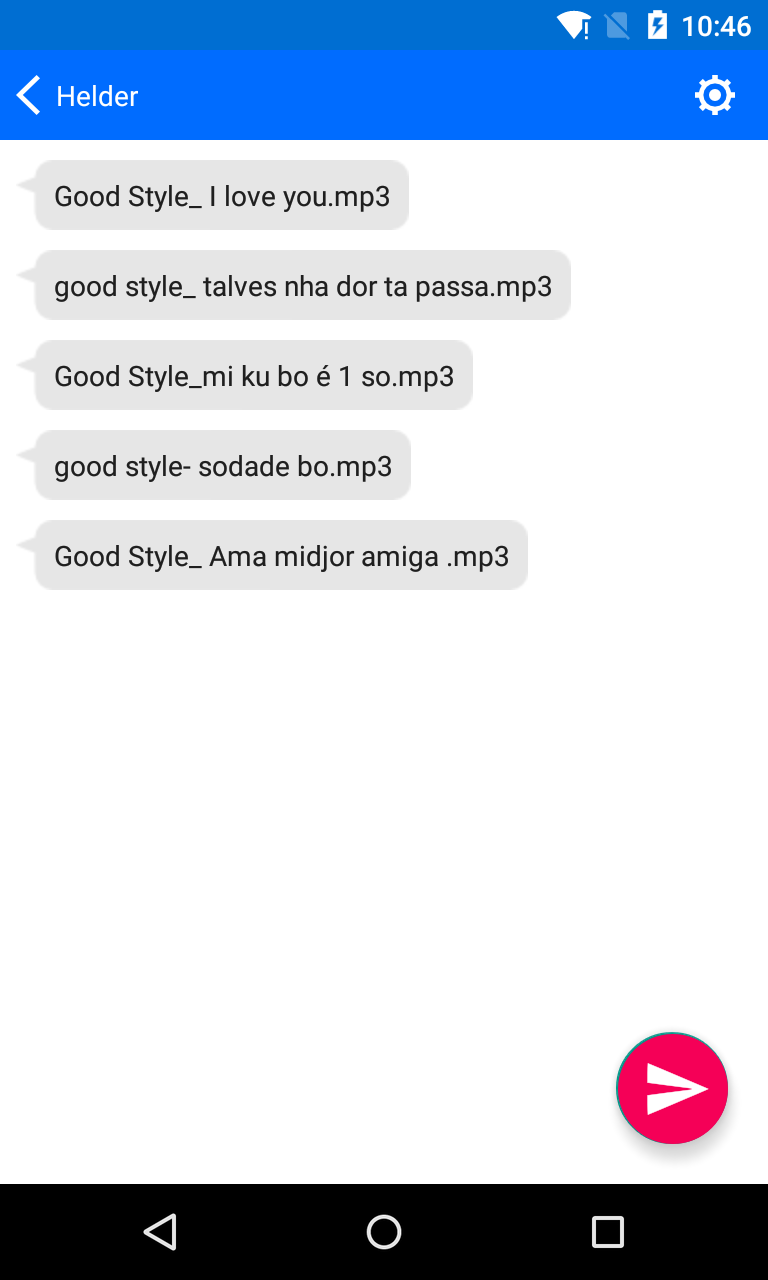 10:46
Helder
Good Style_ I love you.mp3
good style_ talves nha dor ta passa.mp3
Good Style_mi ku bo é 1 so.mp3
good style- sodade bo.mp3
Good Style_ Ama midjor amiga .mp3